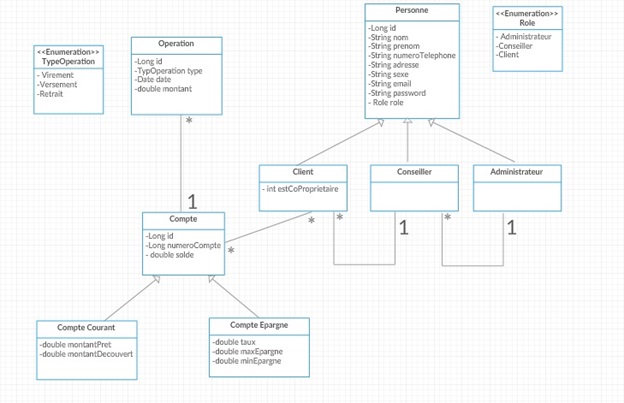 <<Enumeration>>
TypeOperation
- Virement
-Versement
-Retrait
Operation
-Long id
-TypOperation type
-Date date
-double montant
Personne
-Long id
-String nom
-String prenom
-String numeroTelephone
-String adresse
-String sexe
-String email
-String password
- Role role
<<Enumeration>>
Role
- Administrateur
-Conseiller
-Client
*
1
Client
- int estCoProprietaire
Conseiller
Administrateur
*
*
1
*
1
Compte
-Long id
-Long numeroCompte
- double solde
*
Compte Courant
-double montantPret
-double montantDecouvert
Compte Epargne
-double taux
-double maxEpargne
-double minEpargne